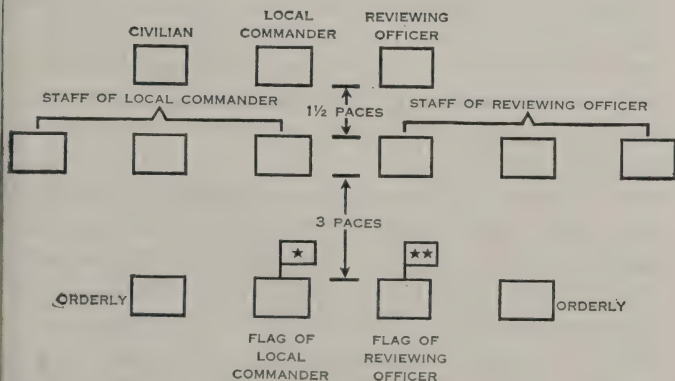 CIVILIAN
LOCAL
COMMANDER
REVIEWING
OFFICER
STAFF OF LOCAL COMMANDER
1½ PACES
STAFF OF REVIEWING OFFICER
3 PACES
ORDERLY
ORDERLY
FLAG OF
LOCAL
COMMANDER
FLAG OF
REVIEWING
OFFICER